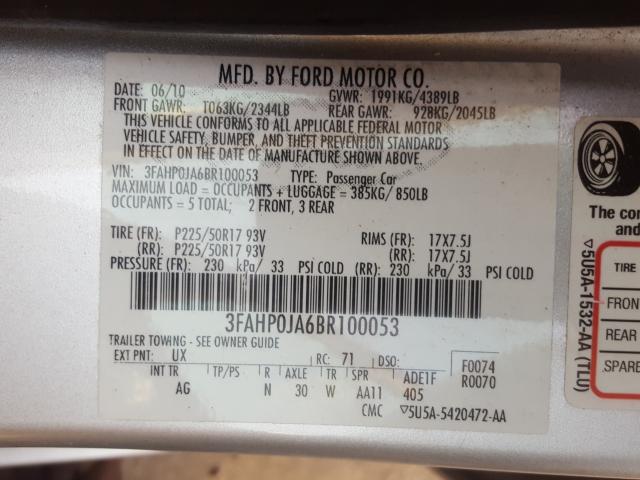 MFD. BY FORD MOTOR CO.
DATE: 06/10 GVWR: 1991KG/4389LB
FRONT GAWR: 1063KG/2344LB REAR GAWR: 928KG/2045LB
THIS VEHICLE CONFORMS TO ALL APPLICABLE FEDERAL MOTOR
VEHICLE SAFETY, BUMPER, AND THEFT PREVENTION STANDARDS
IN EFFECT ON THE DATE OF MANUFACTURE SHOWN ABOVE.
VIN: 3FAHP0JA6BR100053 TYPE: Passenger Car
MAXIMUM LOAD = OCCUPANTS + LUGGAGE = 385KG/ 850LB
OCCUPANTS = 5 TOTAL; 2 FRONT, 3 REAR
TIRE (FR): P225/50R17 93V RIMS (FR): 17X7.5J
(RR): P225/50R17 93V (RR): 17X7.5J
PRESSURE (FR): 230 kPa/ 33 PSI COLD (RR): 230 kPa/ 33 PSI COLD
3FAHP0JA6BR100053
TRAILER TOWING - SEE OWNER GUIDE
EXT PNT: UX RC: 71 DSO: F0074
INT TR TP/PS R AXLE TR SPR ADE1F R0070
AG N 30 W AA11 405
CMC ▽5U5A-5420472-AA
The con
and
▽5U5A-1532-AA (TLU)
TIRE
FRON
REAR
SPARE